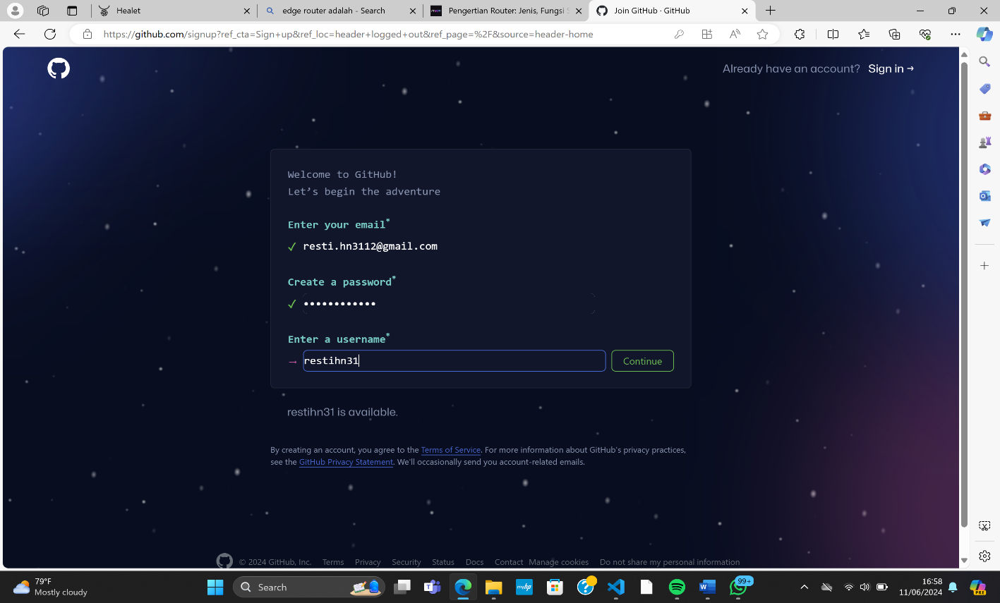 Healet
edge router adalah - Search
Pengertian Router: Jenis, Fungsi S
Join GitHub · GitHub
https://github.com/signup?ref_cta=Sign+up&ref_loc=header+logged+out&ref_page=%2F&source=header-home
Already have an account? Sign in →
Welcome to GitHub!
Let's begin the adventure
Enter your email*
✓ resti.hn3112@gmail.com
Create a password*
✓ ••••••••••••
Enter a username*
→ restihn31
Continue
restihn31 is available.
By creating an account, you agree to the Terms of Service. For more information about GitHub's privacy practices,
see the GitHub Privacy Statement. We'll occasionally send you account-related emails.
© 2024 GitHub, Inc. Terms Privacy Security Status Docs Contact Manage cookies Do not share my personal information
79°F
Mostly cloudy
Search
myhp
99+
16:58
11/06/2024
PRE